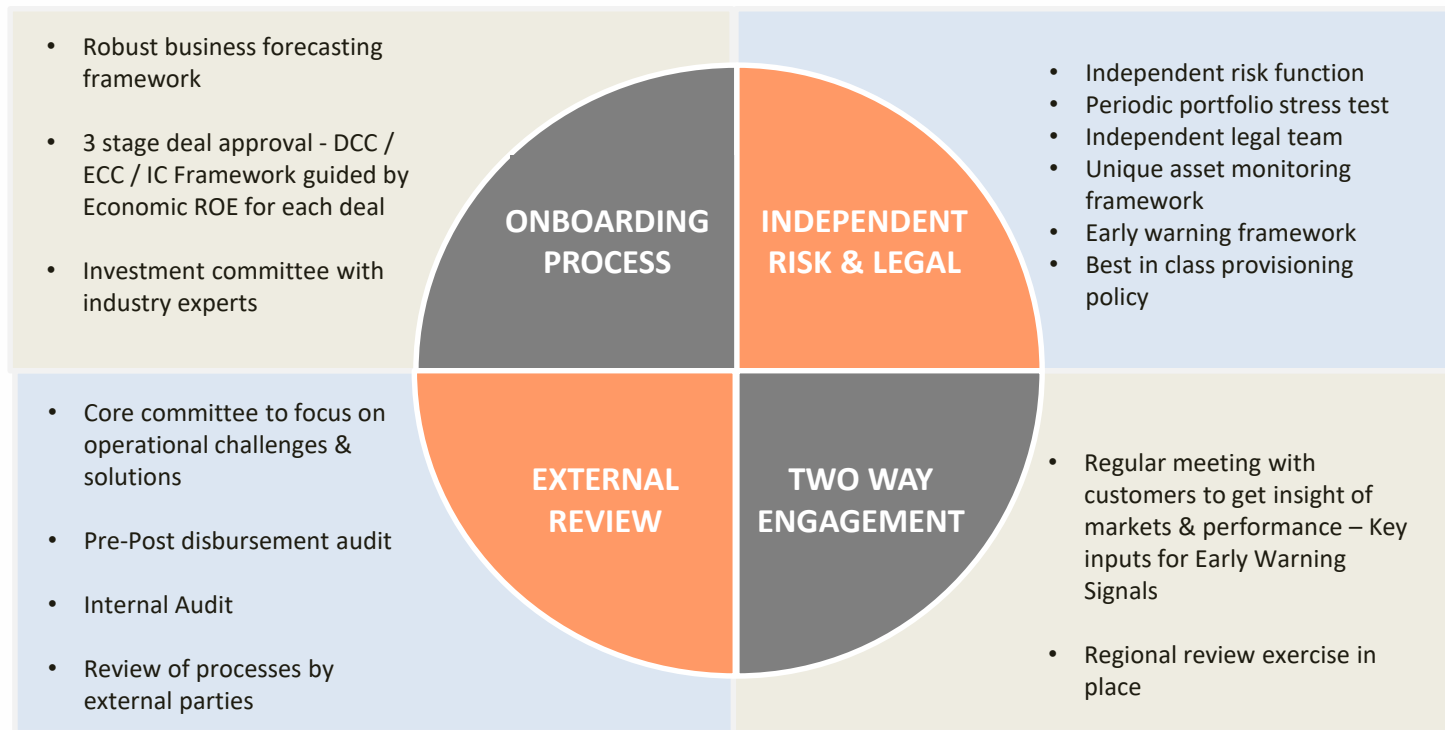 • Robust business forecasting
framework
• 3 stage deal approval - DCC /
ECC / IC Framework guided by
Economic ROE for each deal
• Investment committee with
industry experts
ONBOARDING
PROCESS
INDEPENDENT
RISK & LEGAL
• Independent risk function
• Periodic portfolio stress test
• Independent legal team
• Unique asset monitoring
framework
• Early warning framework
• Best in class provisioning
policy
• Core committee to focus on
operational challenges &
solutions
• Pre-Post disbursement audit
• Internal Audit
• Review of processes by
external parties
EXTERNAL
REVIEW
TWO WAY
ENGAGEMENT
• Regular meeting with
customers to get insight of
markets & performance – Key
inputs for Early Warning
Signals
• Regional review exercise in
place